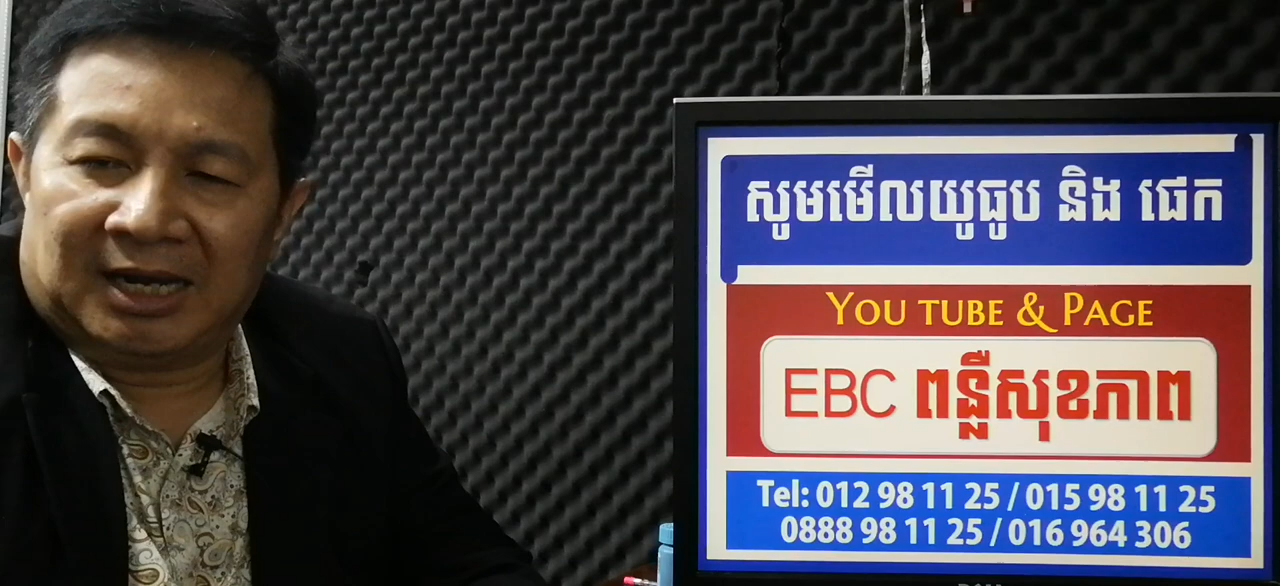 សូមមើលយូធូប និង ផេក
YOU TUBE & PAGE
EBC ពន្លឺសុខភាព
Tel: 012 98 11 25 / 015 98 11 25
0888 98 11 25 / 016 964 306